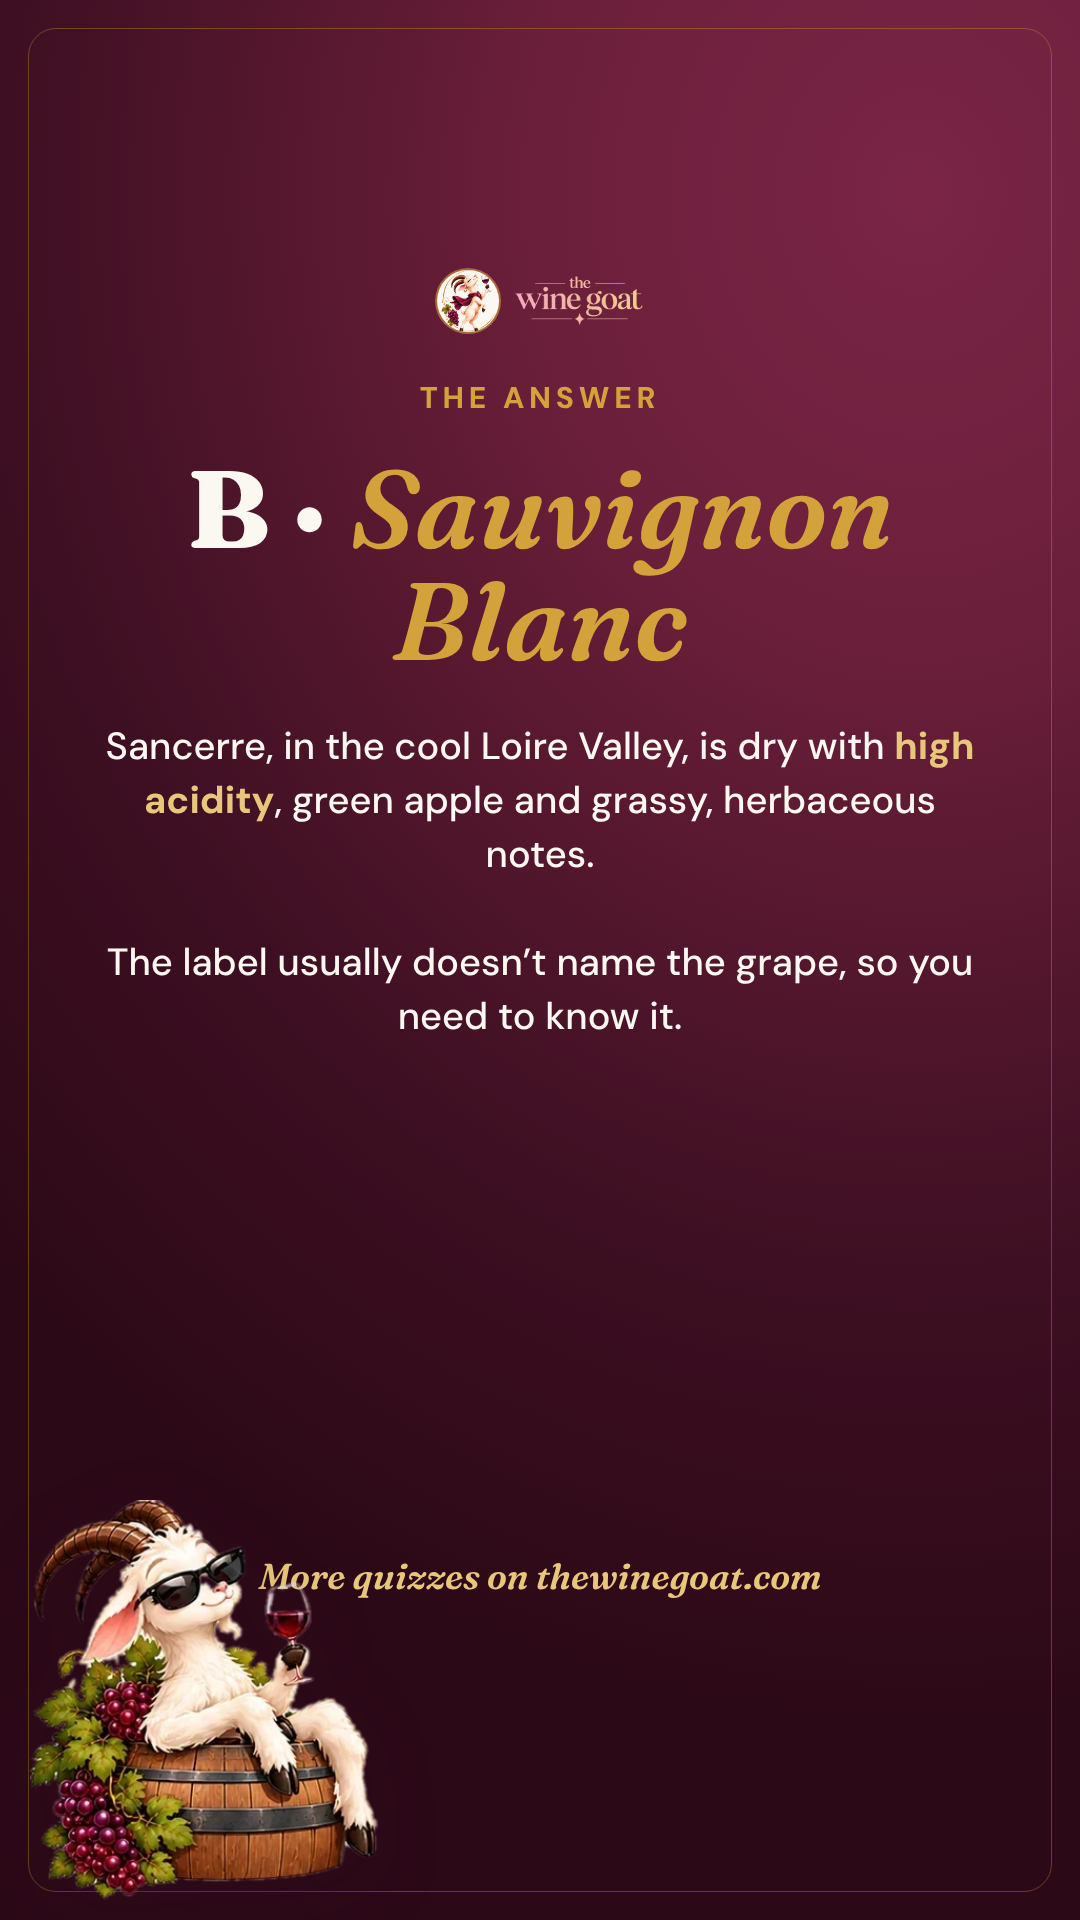 the
wine goat
THE ANSWER
B • Sauvignon
Blanc
Sancerre, in the cool Loire Valley, is dry with high
acidity, green apple and grassy, herbaceous
notes.
The label usually doesn’t name the grape, so you
need to know it.
More quizzes on thewinegoat.com